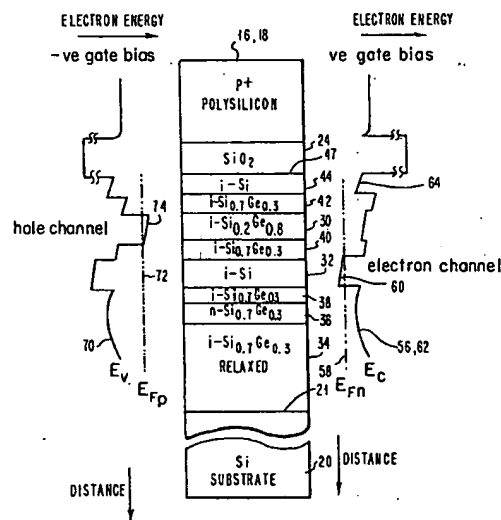 ELECTRON ENERGY
-ve gate bias
16,18
ELECTRON ENERGY
ve gate bias
P+
POLYSILICON
24
SiO2
47
i-Si
44
64
i-Si0.7Ge0.3
42
74
hole channel
i-Si0.2Ge0.8
30
i-Si0.7Ge0.3
40
electron channel
72
i-Si
32
60
i-Si0.7Ge0.3
38
n-Si0.7Ge0.3
36
70
i-Si0.7Ge0.3
RELAXED
34
56,62
58
Ev
EFp
21
EFn
Ec
Si
SUBSTRATE
20
DISTANCE
DISTANCE